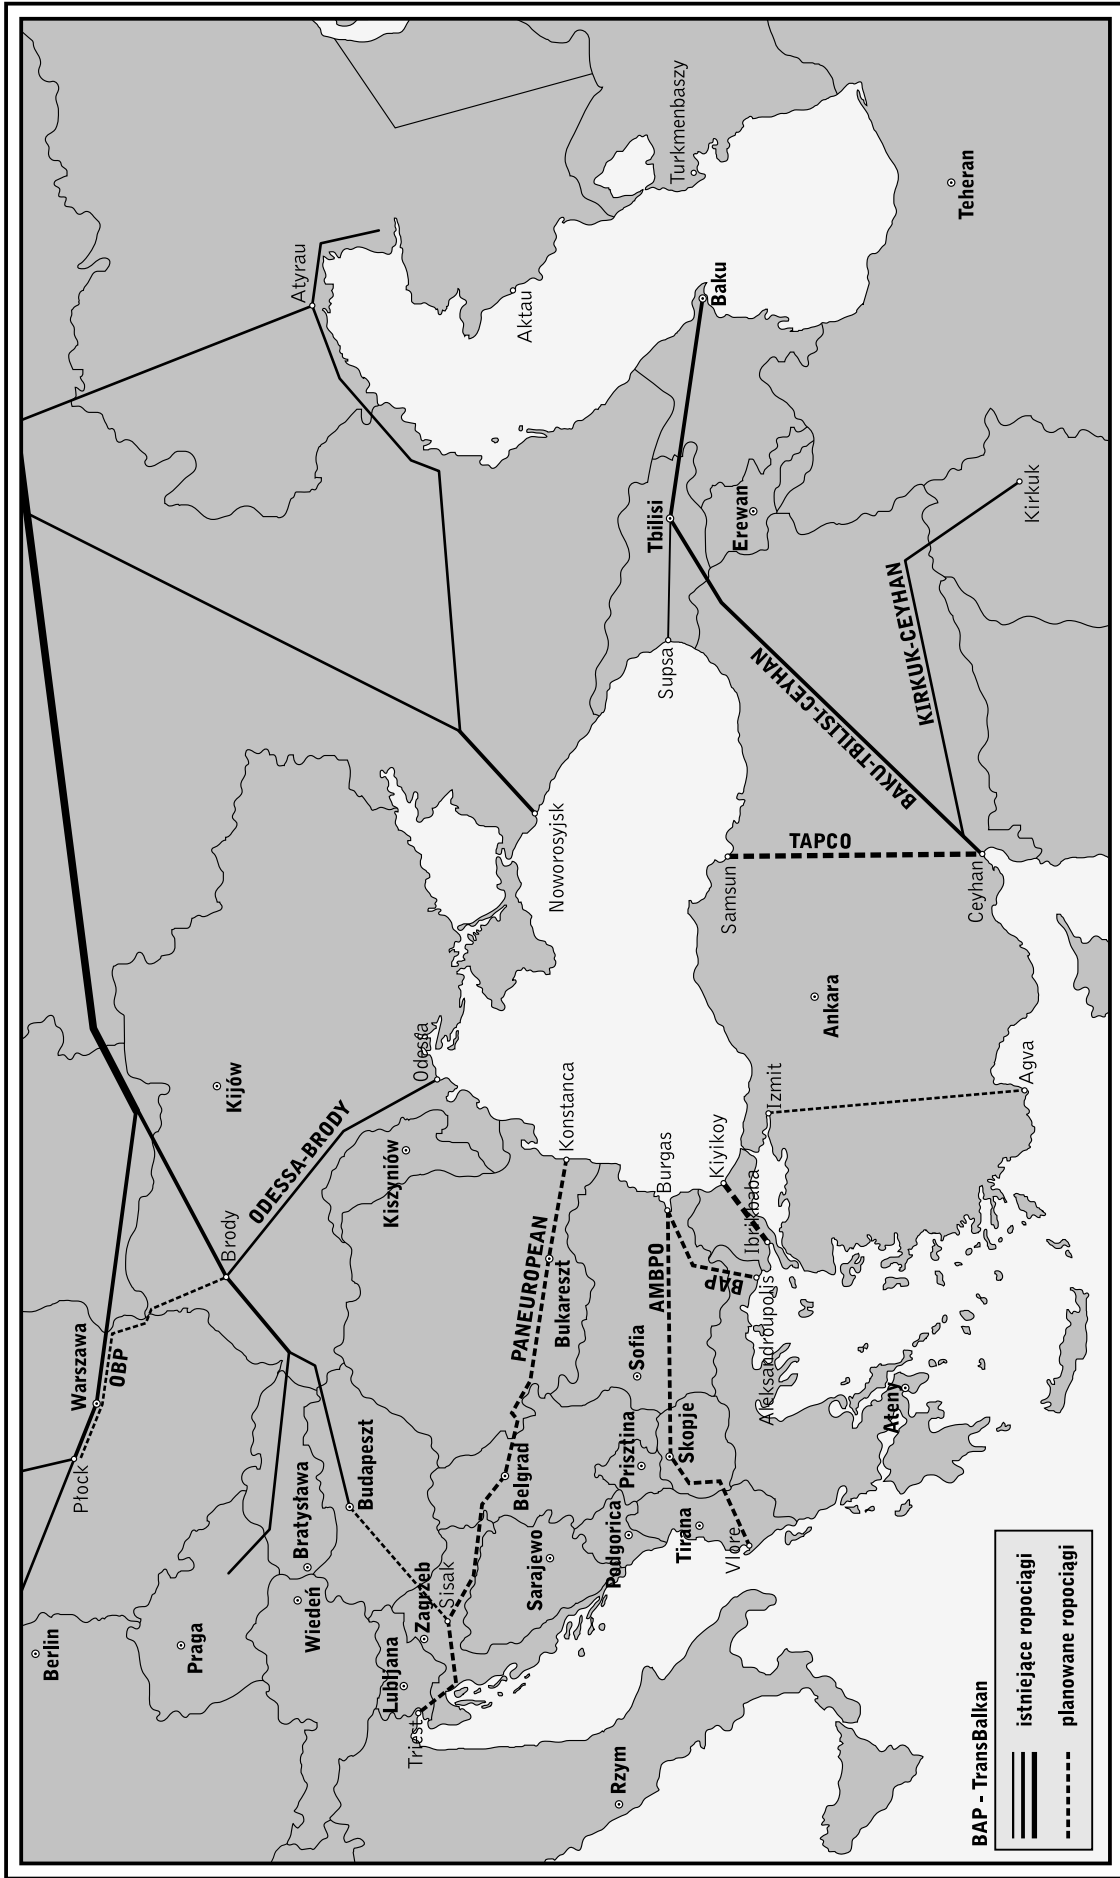 Berlin
Praga
Wiedeń
Bratysława
Płock
Warszawa
OBP
Brody
Kijów
ODESSA-BRODY
Odessa
Kiszyniów
Atyrau
Aktau
Turkmenbaszy
Baku
Teheran
Tbilisi
Erewan
Supsa
Kirkuk
KIRKUK-CEYHAN
BAKU-TBILISI-CEYHAN
Noworosyjsk
TAPCO
Samsun
Ceyhan
Ankara
Izmit
Agva
Konstanca
Burgas
Kiyikoy
Ibrikbaba
PANEUROPEAN
Bukareszt
AMBPO
BAP
Aleksandroupolis
Sofia
Ateny
Skopje
Prisztina
Belgrad
Budapeszt
Podgorica
Tirana
Vlore
Sarajewo
Sisak
Zagrzeb
Lubljana
Triest
Rzym
BAP - TransBalkan
istniejące ropociągi
planowane ropociągi